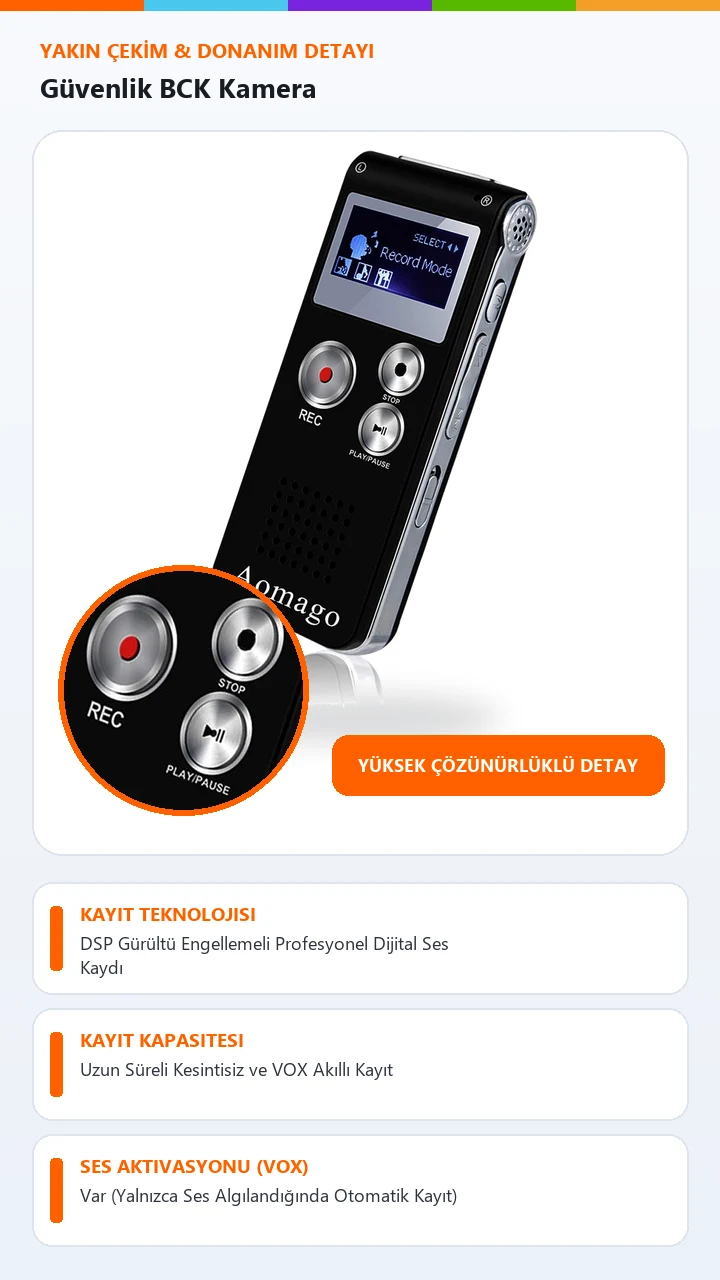 YAKIN ÇEKİM & DONANIM DETAYI
Güvenlik BCK Kamera
L
R
SELECT
Record Mode
REC
STOP
PLAY/PAUSE
Aomago
REC
STOP
PLAY/PAUSE
YÜKSEK ÇÖZÜNÜRLÜKLÜ DETAY
KAYIT TEKNOLOJISI
DSP Gürültü Engellemeli Profesyonel Dijital Ses
Kaydı
KAYIT KAPASITESI
Uzun Süreli Kesintisiz ve VOX Akıllı Kayıt
SES AKTIVASYONU (VOX)
Var (Yalnızca Ses Algılandığında Otomatik Kayıt)